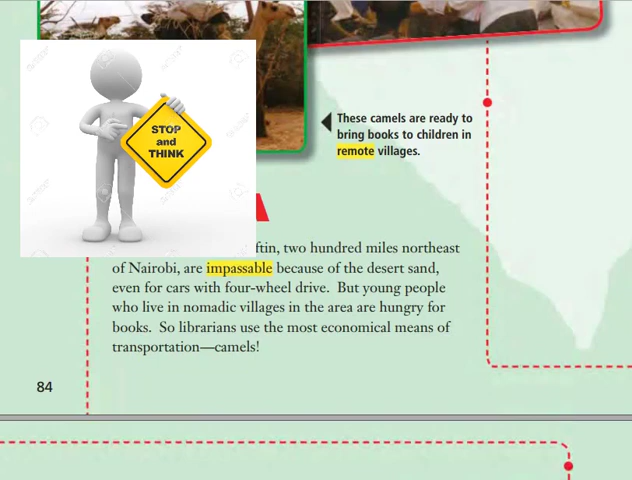 STOP
and
THINK
These camels are ready to
bring books to children in
remote villages.
A
ftin, two hundred miles northeast
of Nairobi, are impassable because of the desert sand,
even for cars with four-wheel drive. But young people
who live in nomadic villages in the area are hungry for
books. So librarians use the most economical means of
transportation—camels!
84